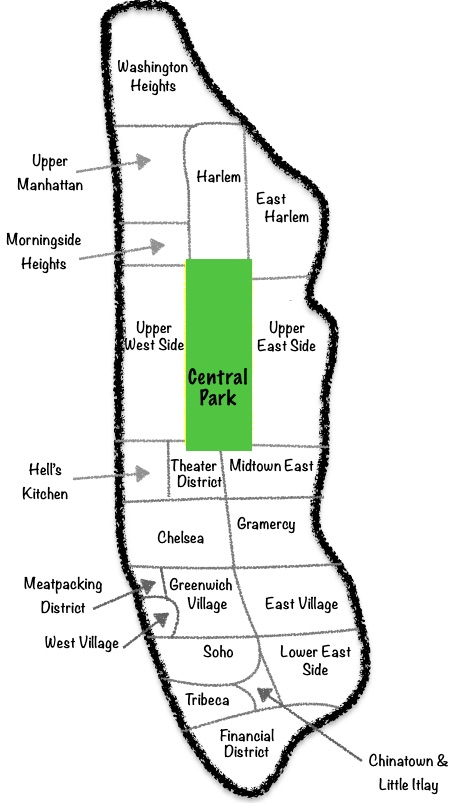 Washington
Heights
Upper
Manhattan
Harlem
East
Harlem
Morningside
Heights
Upper
West Side
Upper
East Side
Central
Park
Hell's
Kitchen
Theater
District
Midtown East
Chelsea
Gramercy
Meatpacking
District
Greenwich
Village
East Village
West Village
Soho
Lower East
Side
Tribeca
Financial
District
Chinatown &
Little Itlay